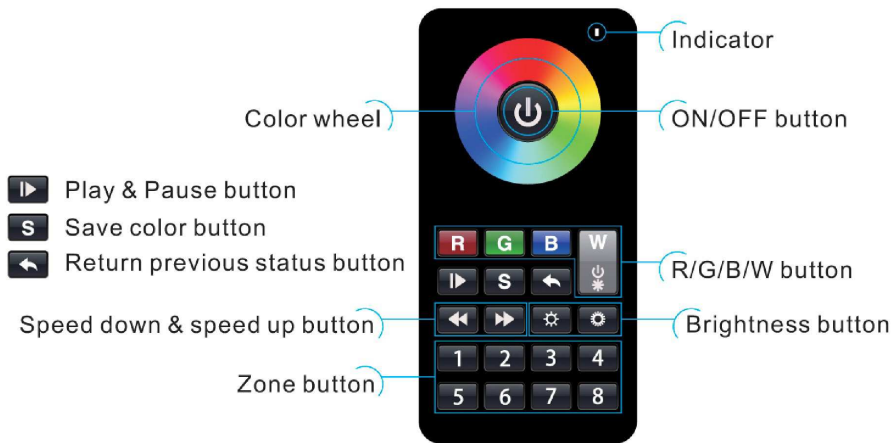 Indicator
Color wheel
ON/OFF button
Play & Pause button
S Save color button
Return previous status button
R G B W
S
R/G/B/W button
Speed down & speed up button
Brightness button
1 2 3 4
Zone button
5 6 7 8